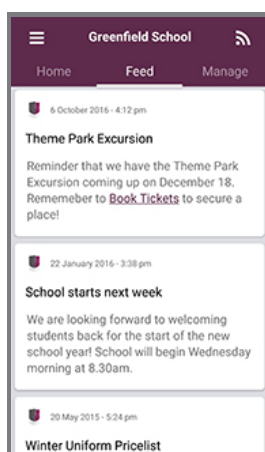 Greenfield School
Home Feed Manage
6 October 2016 - 4:12 pm
Theme Park Excursion
Reminder that we have the Theme Park
Excursion coming up on December 18.
Rememeber to Book Tickets to secure a
place!
22 January 2016 - 3:38 pm
School starts next week
We are looking forward to welcoming
students back for the start of the new
school year! School will begin Wednesday
morning at 8.30am.
20 May 2015 - 5:24 pm
Winter Uniform Pricelist